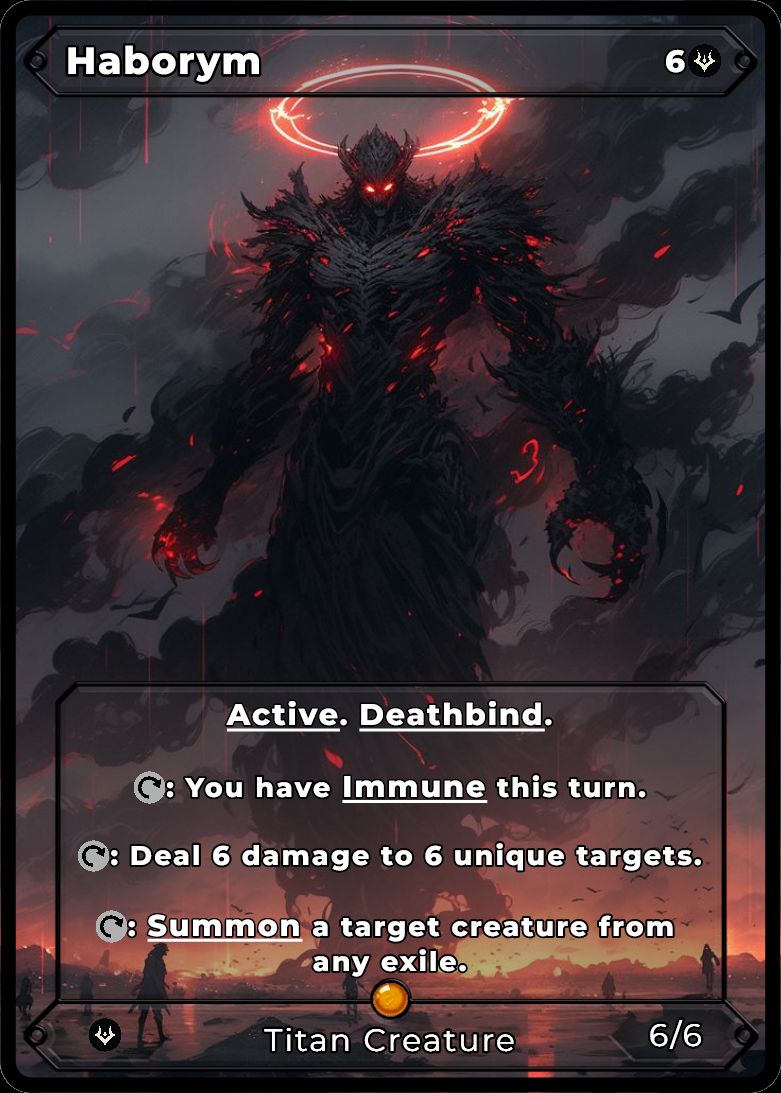 Haborym
6
Active. Deathbind.
: You have Immune this turn.
: Deal 6 damage to 6 unique targets.
: Summon a target creature from
any exile.
Titan Creature
6/6